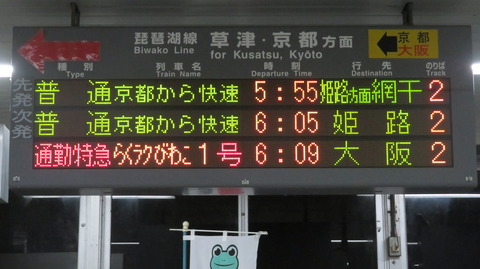 琵琶湖線 草津・京都方面
Biwako Line for Kusatsu, Kyōto
京都
大阪
種別 列車名 時刻 行先 のりば
Type Train Name Departure Time Destination Track
先発 普通 京都から快速 5:55 姫路方面網干 2
次発 普通 京都から快速 6:05 姫路 2
通勤特急 らくラクびわこ1号 6:09 大阪 2